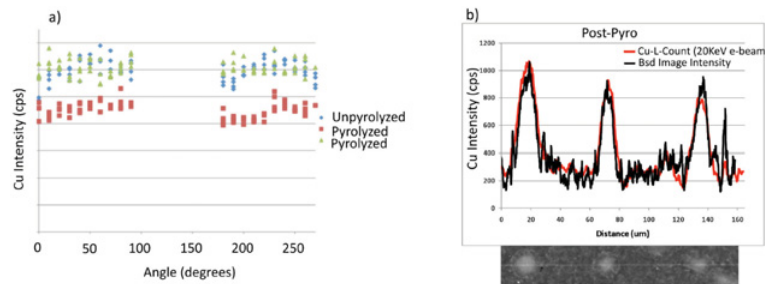 a)
Cu Intensity (cps)
0
50
100
150
200
250
Angle (degrees)
Unpyrolyzed
Pyrolyzed
Pyrolyzed
b)
Post-Pyro
Cu-L-Count (20KeV e-beam
Bsd Image Intensity
Cu Intensity (cps)
1200
1000
800
600
400
200
0
0 20 40 60 80 100 120 140 160
Distance (um)